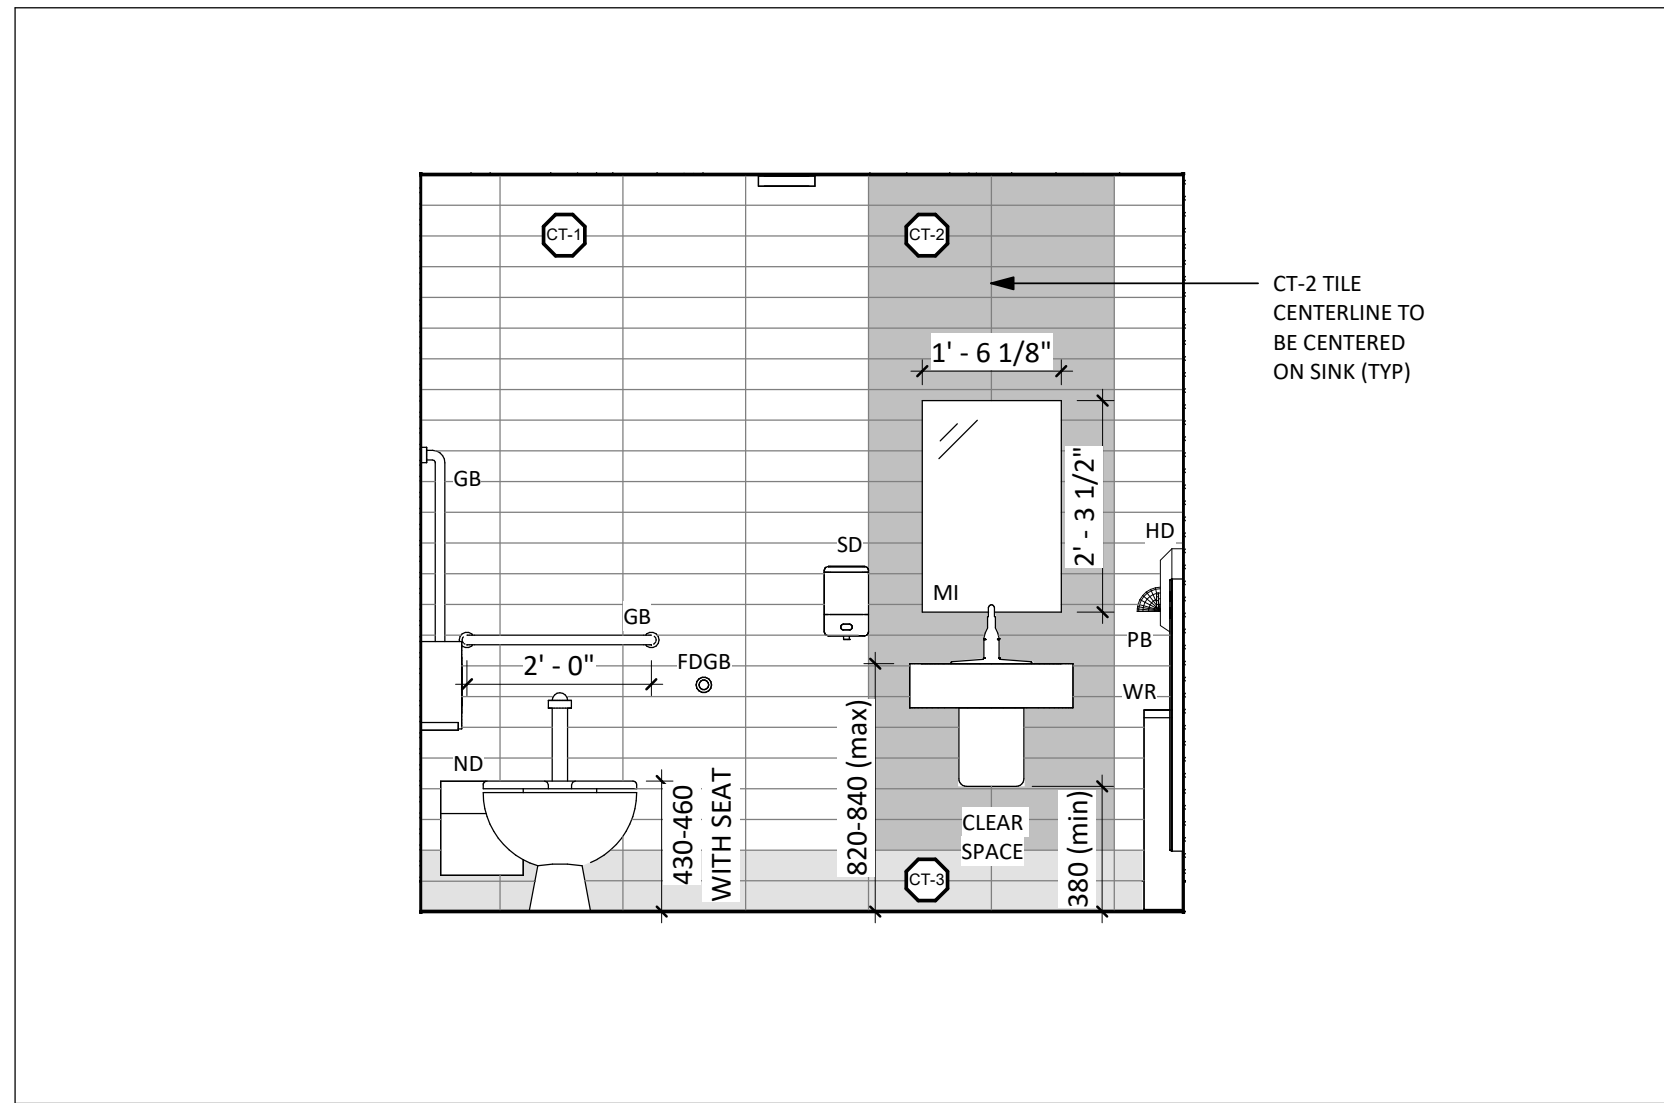 CT-1
CT-2
CT-2 TILE
CENTERLINE TO
BE CENTERED
ON SINK (TYP)
1' - 6 1/8"
2' - 3 1/2"
GB
HD
SD
MI
GB
PB
2' - 0"
FDGB
WR
ND
430-460
WITH SEAT
820-840 (max)
CLEAR
SPACE
380 (min)
CT-3